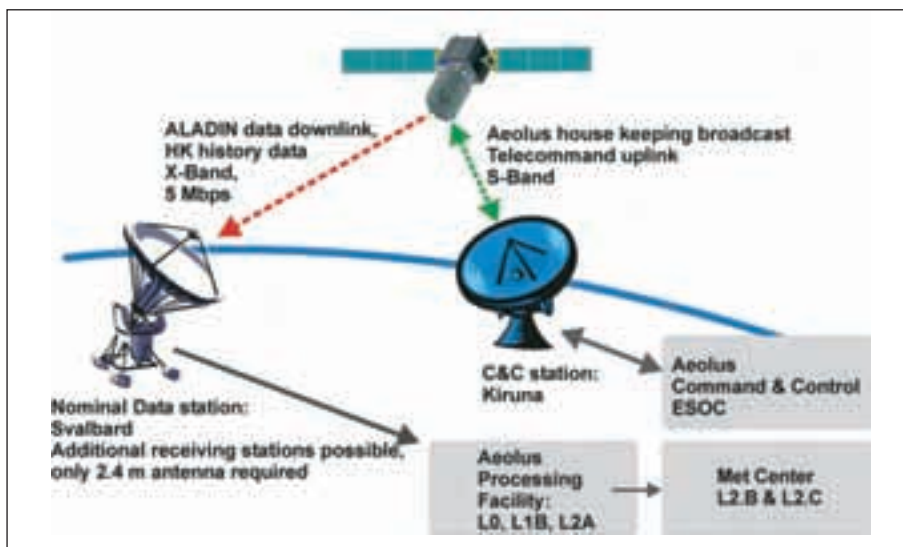 ALADIN data downlink,
HK history data
X-Band,
5 Mbps
Aeolus house keeping broadcast
Telecommand uplink
S-Band
C&C station:
Kiruna
Aeolus
Command & Control
ESOC
Nominal Data station:
Svalbard
Additional receiving stations possible,
only 2.4 m antenna required
Aeolus
Processing
Facility:
L0, L1B, L2A
Met Center
L2.B & L2.C